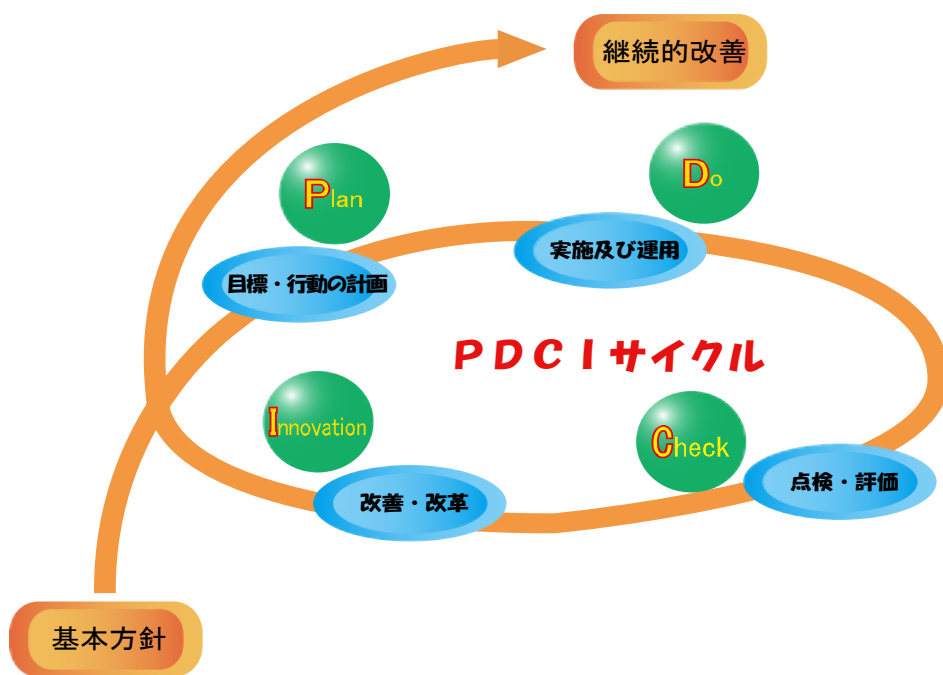 継続的改善
Plan
Do
目標・行動の計画
実施及び運用
PDCIサイクル
Innovation
Check
改善・改革
点検・評価
基本方針